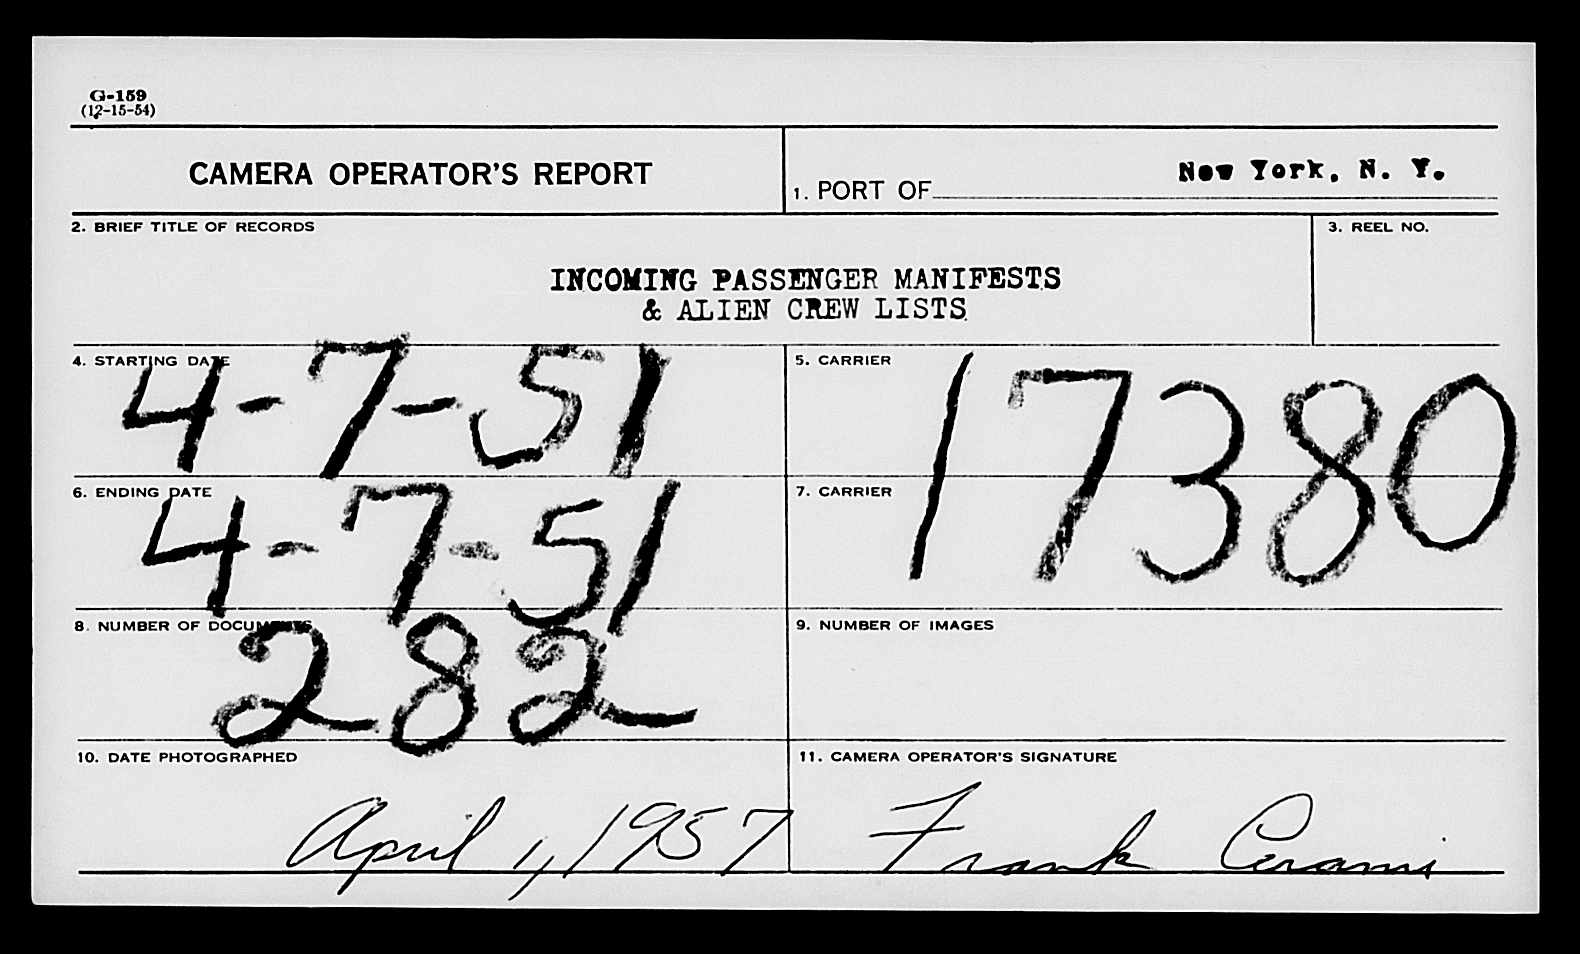 G-159
(12-15-54)
CAMERA OPERATOR'S REPORT
1. PORT OF New York, N. Y.
2. BRIEF TITLE OF RECORDS
3. REEL NO.
INCOMING PASSENGER MANIFESTS
& ALIEN CREW LISTS
4. STARTING DATE
4-7-51
5. CARRIER
17380
6. ENDING DATE
4-7-51
7. CARRIER
8. NUMBER OF DOCUMENTS
282
9. NUMBER OF IMAGES
10. DATE PHOTOGRAPHED
April 1, 1957
11. CAMERA OPERATOR'S SIGNATURE
Frank Cerami